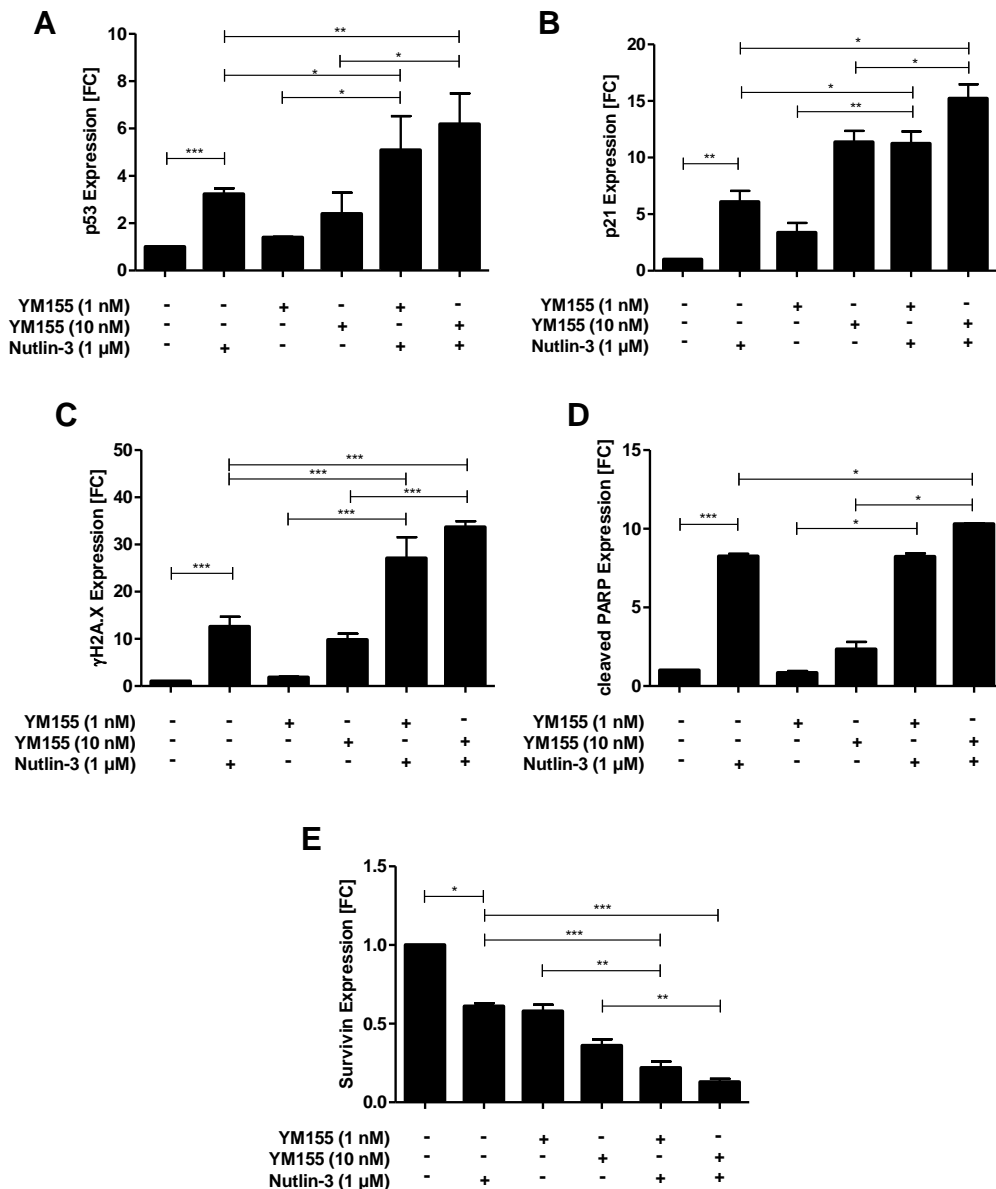 A
p53 Expression [FC]
10
8
6
4
2
0
**
*
*
*
***
YM155 (1 nM) - - + - + -
YM155 (10 nM) - - - + - +
Nutlin-3 (1 µM) - + - - + +
B
p21 Expression [FC]
20
15
10
5
0
*
*
*
**
**
YM155 (1 nM) - - + - + -
YM155 (10 nM) - - - + - +
Nutlin-3 (1 µM) - + - - + +
C
γH2A.X Expression [FC]
50
40
30
20
10
0
***
***
***
***
***
YM155 (1 nM) - - + - + -
YM155 (10 nM) - - - + - +
Nutlin-3 (1 µM) - + - - + +
D
cleaved PARP Expression [FC]
15
10
5
0
*
*
***
*
YM155 (1 nM) - - + - + -
YM155 (10 nM) - - - + - +
Nutlin-3 (1 µM) - + - - + +
E
Survivin Expression [FC]
1.5
1.0
0.5
0.0
*
***
***
**
**
YM155 (1 nM) - - + - + -
YM155 (10 nM) - - - + - +
Nutlin-3 (1 µM) - + - - + +